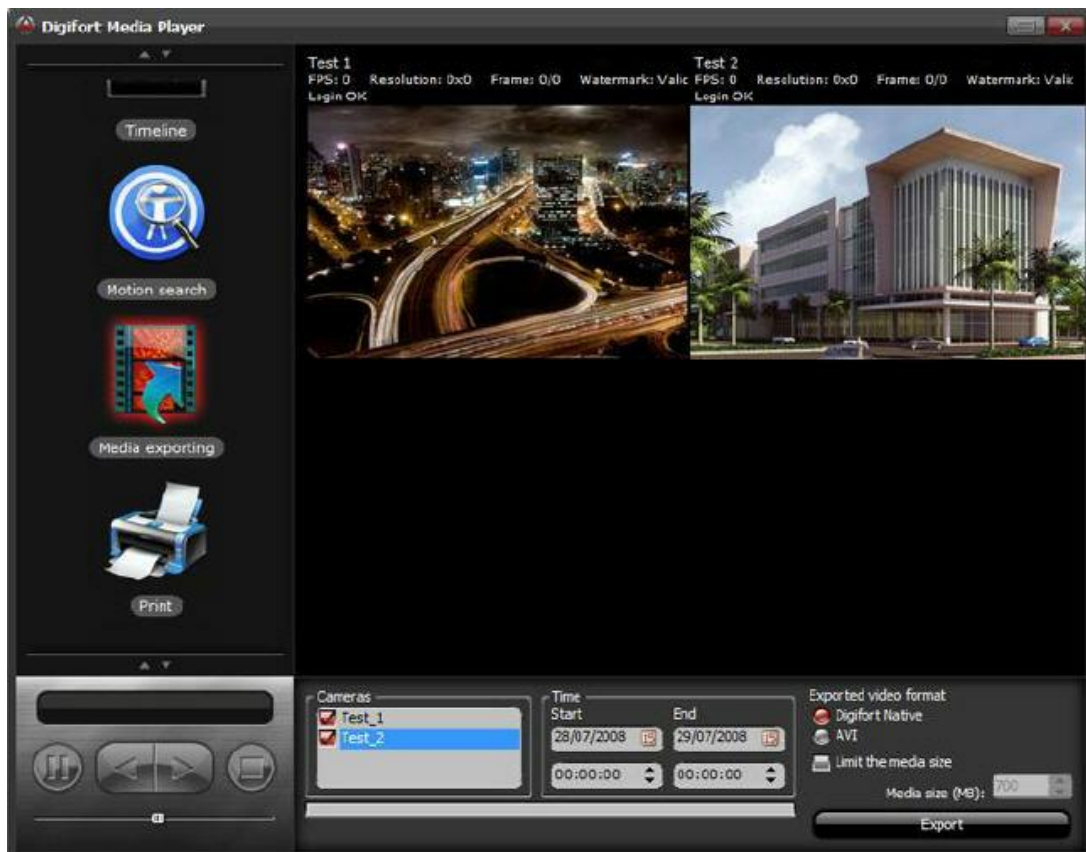 Digifort Media Player
Timeline
Motion search
Media exporting
Print
Test 1
FPS: 0 Resolution: 0x0 Frame: 0/0 Watermark: Valic
Login OK
Test 2
FPS: 0 Resolution: 0x0 Frame: 0/0 Watermark: Valic
Login OK
Cameras
Test_1
Test_2
Time
Start End
28/07/2008 15 29/07/2008 15
00:00:00 00:00:00
Exported video format
Digifort Native
AVI
Limit the media size
Media size (MB): 700
Export